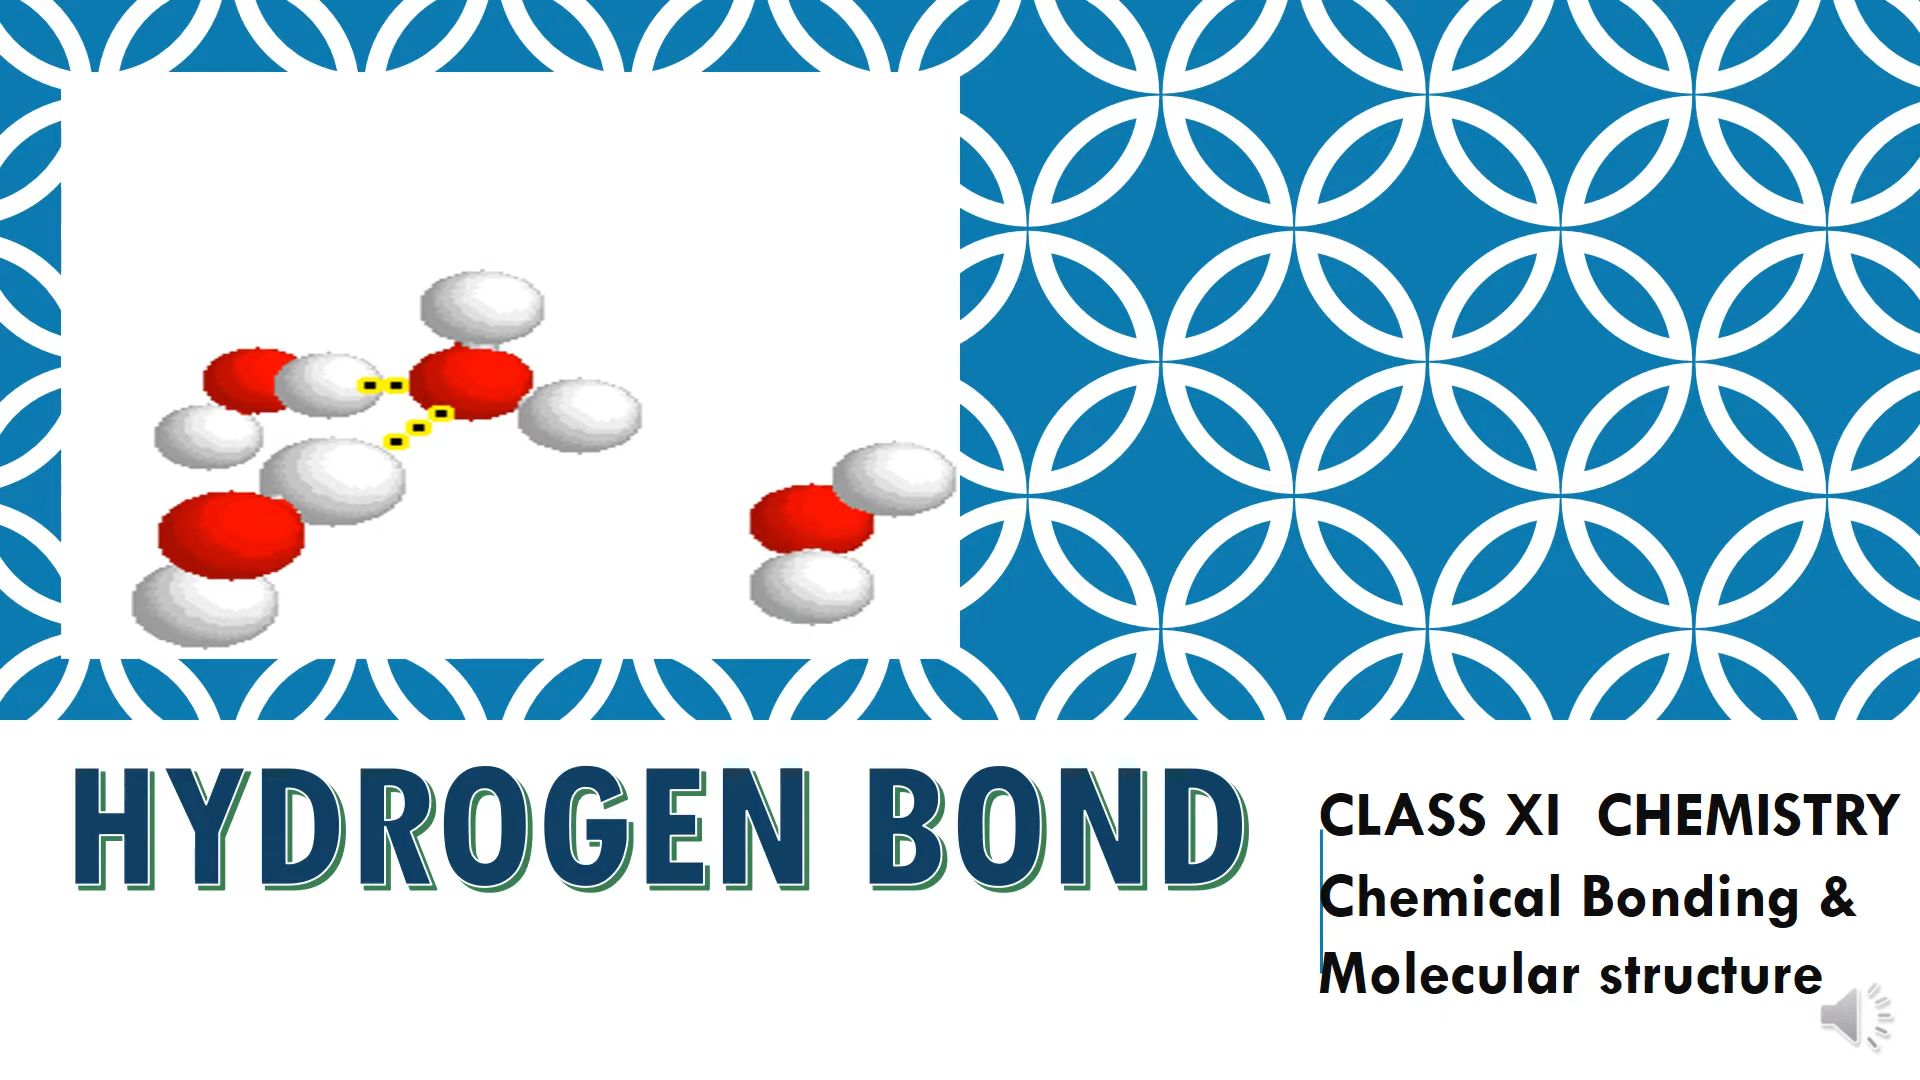 HYDROGEN BOND
CLASS XI  CHEMISTRY
Chemical Bonding &
Molecular structure